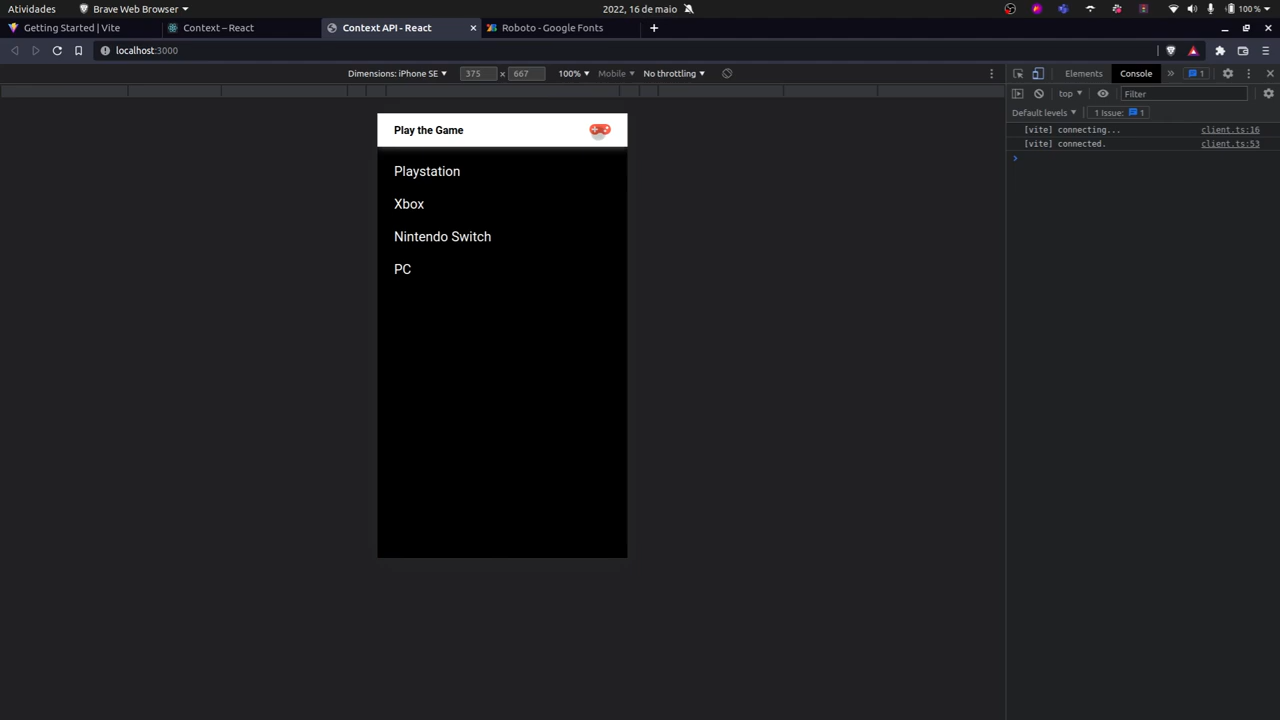 Atividades
Brave Web Browser
2022, 16 de maio
100 %
Getting Started | Vite
Context – React
Context API - React
Roboto - Google Fonts
localhost:3000
Dimensions: iPhone SE
375 x 667
100%
Mobile
No throttling
Elements
Console
1
top
Filter
Default levels
1 Issue: 1
[vite] connecting... client.ts:16
[vite] connected. client.ts:53
Play the Game
Playstation
Xbox
Nintendo Switch
PC